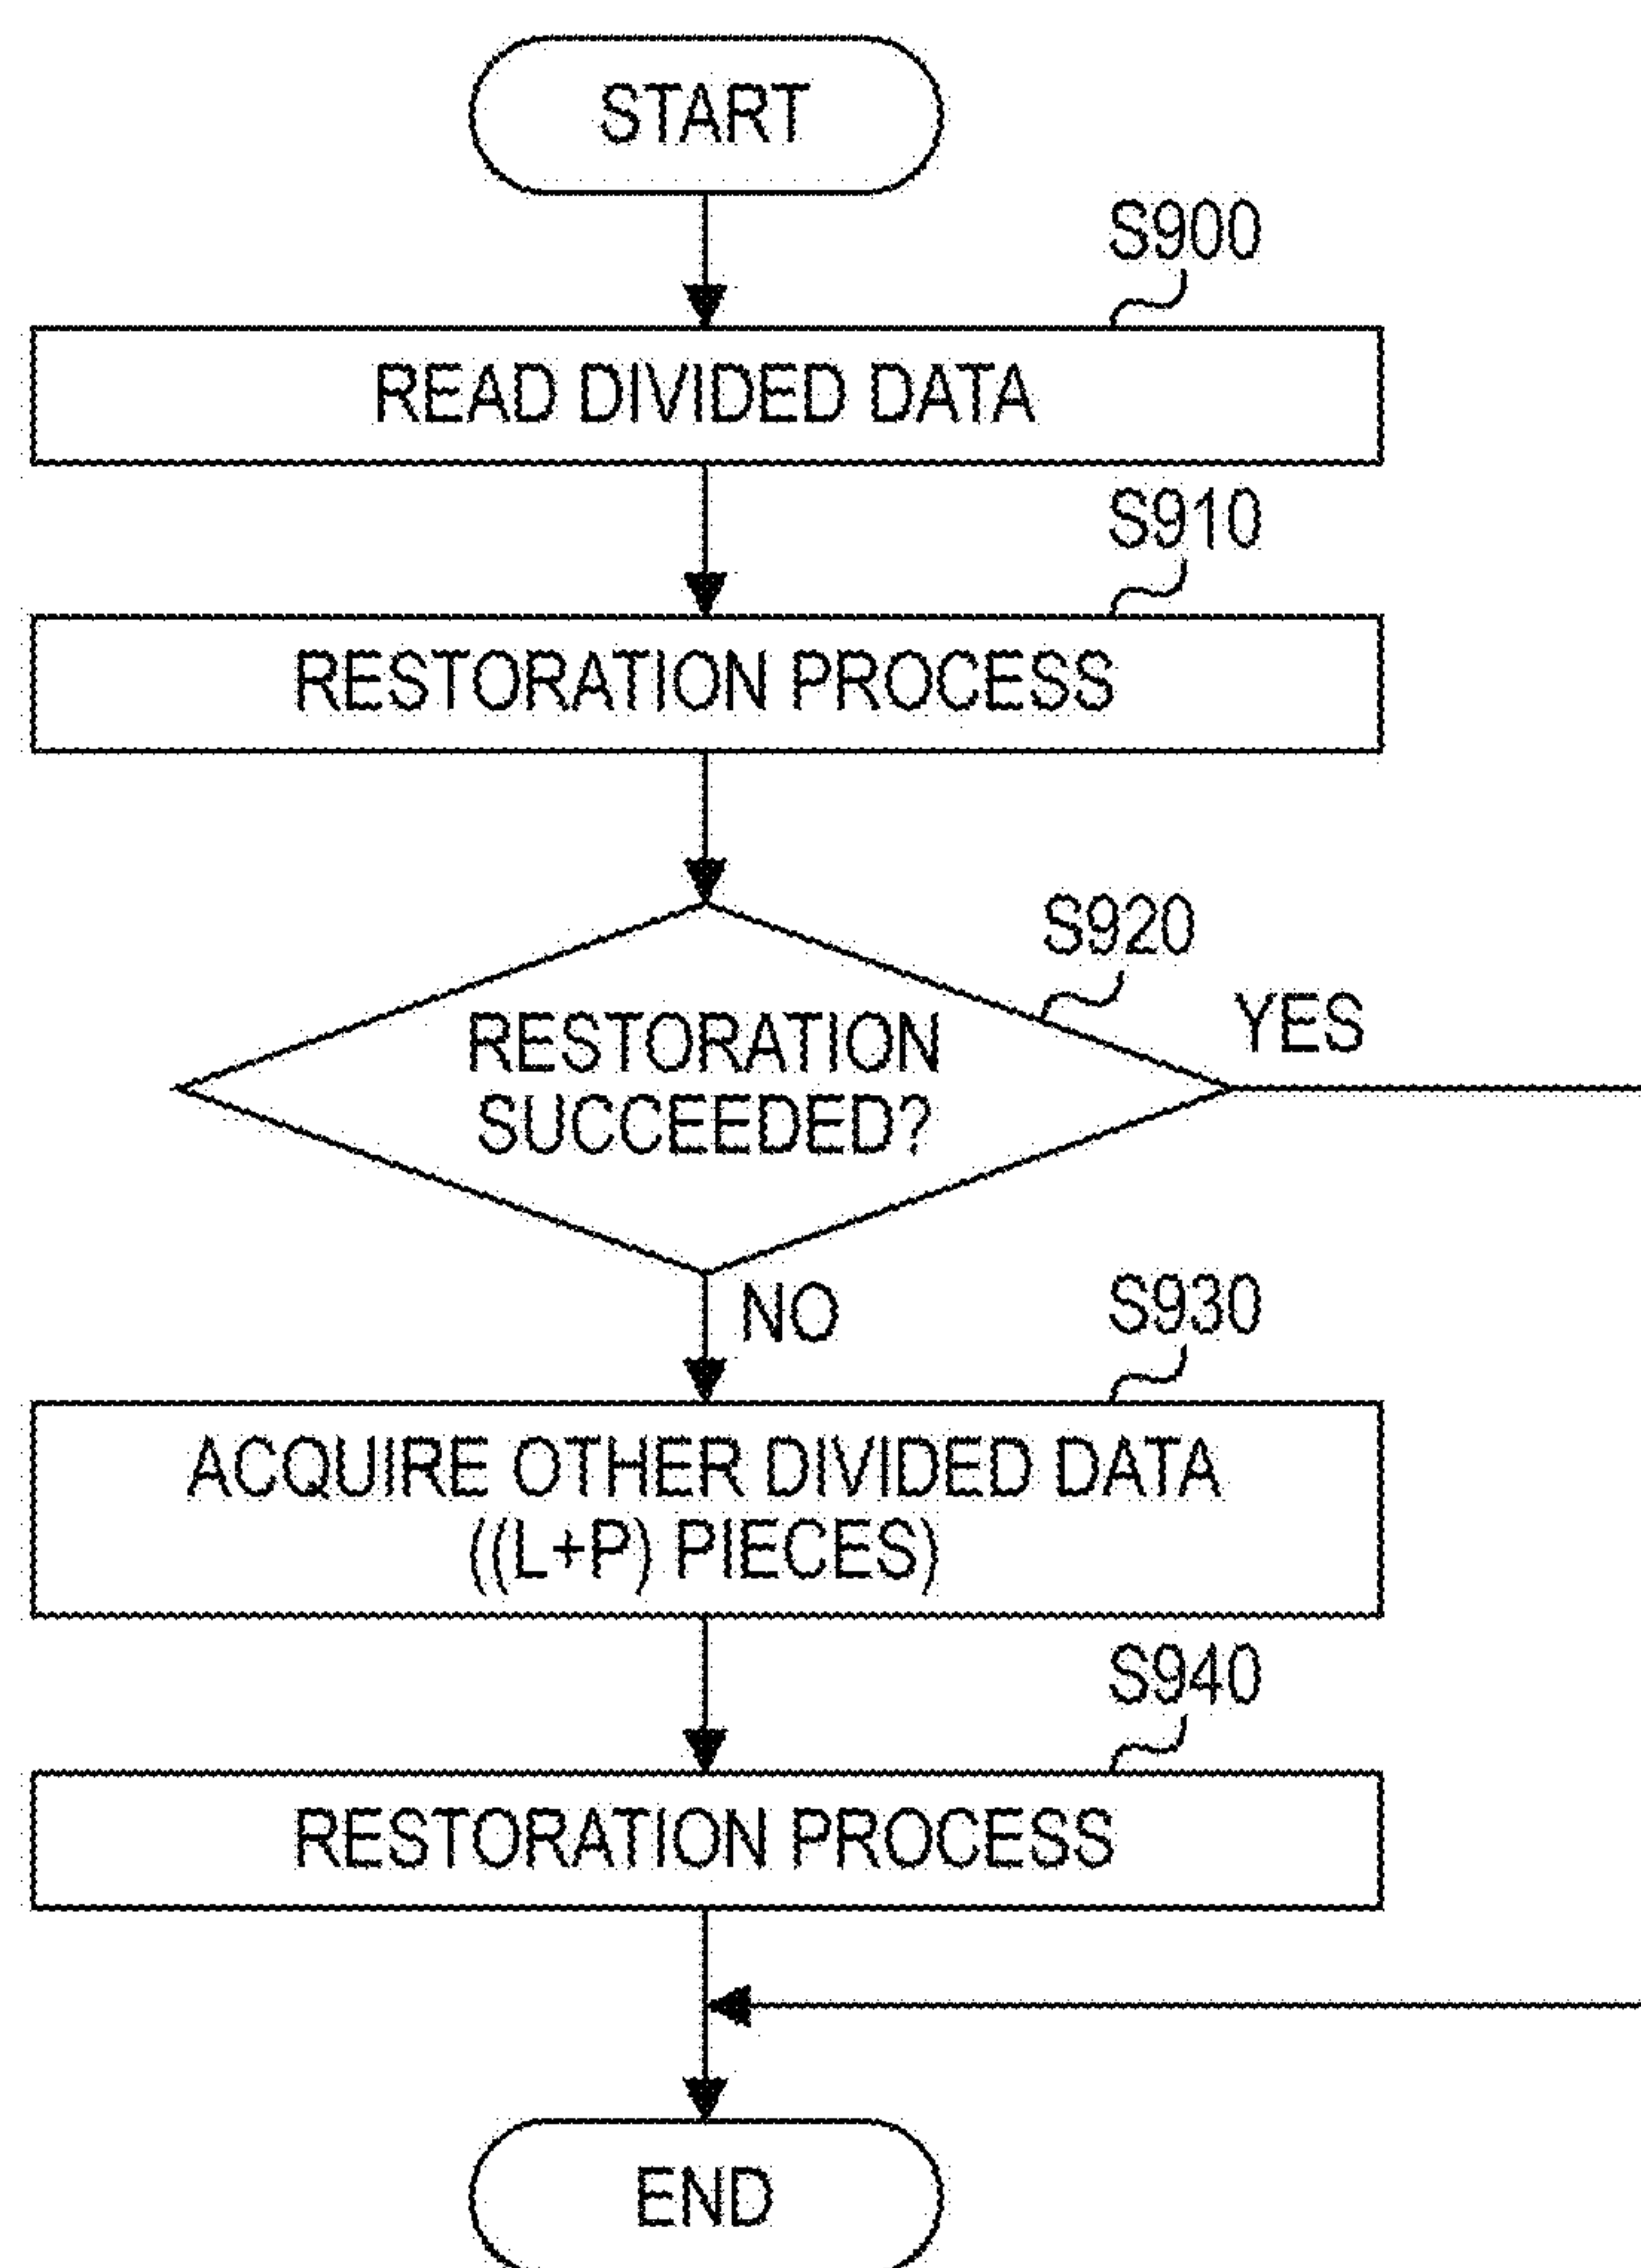 START
S900
READ DIVIDED DATA
S910
RESTORATION PROCESS
S920
RESTORATION
SUCCEEDED?
YES
NO
S930
ACQUIRE OTHER DIVIDED DATA
((L+P) PIECES)
S940
RESTORATION PROCESS
END